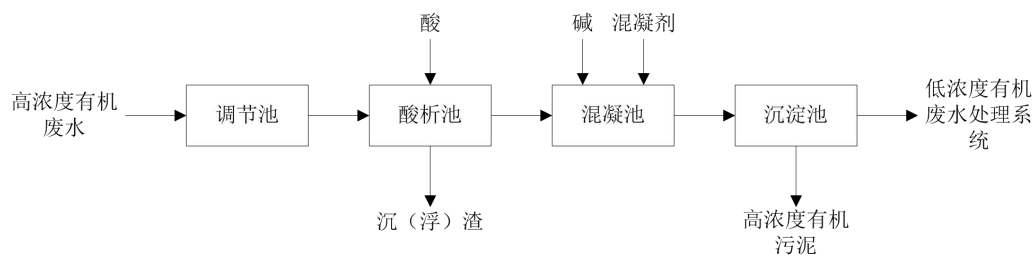 酸
碱
混凝剂
高浓度有机
废水
调节池
酸析池
混凝池
沉淀池
低浓度有机
废水处理系
统
沉（浮）渣
高浓度有机
污泥